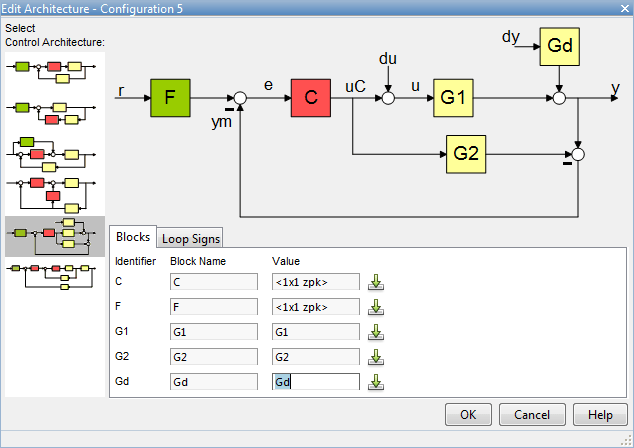 Edit Architecture - Configuration 5
Select
Control Architecture:
dy
Gd
du
r
F
e
C
uC
u
G1
y
ym
G2
Blocks
Loop Signs
Identifier Block Name Value
C C <1x1 zpk>
F F <1x1 zpk>
G1 G1 G1
G2 G2 G2
Gd Gd Gd
OK Cancel Help